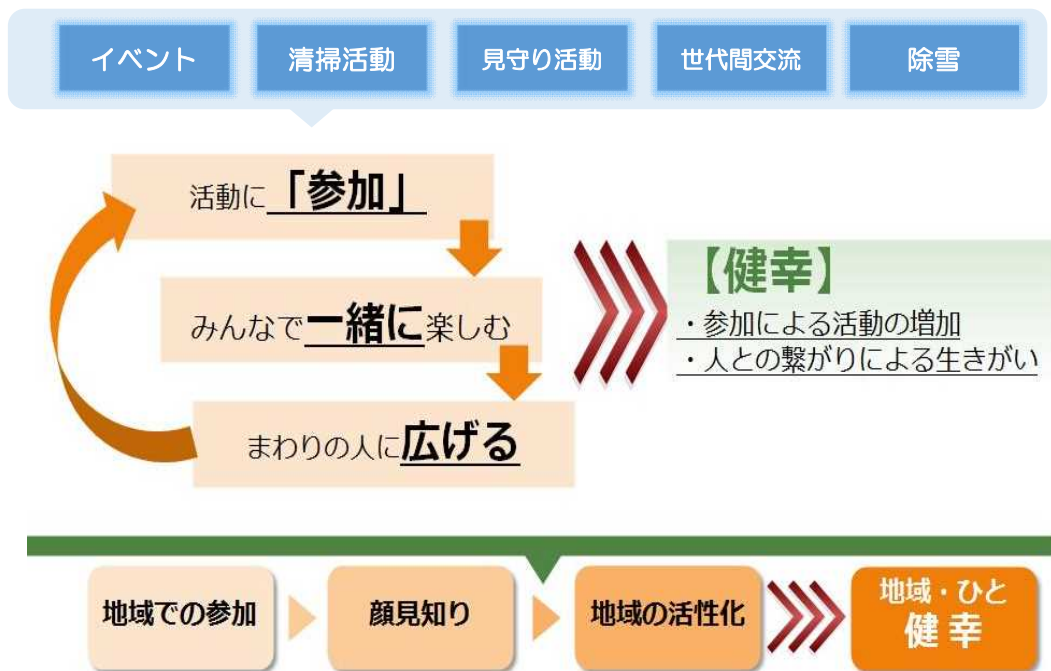 イベント
清掃活動
見守り活動
世代間交流
除雪
活動に「参加」
みんなで一緒に楽しむ
まわりの人に広げる
【健幸】
・参加による活動の増加
・人との繋がりによる生きがい
地域での参加
顔見知り
地域の活性化
地域・ひと
健幸